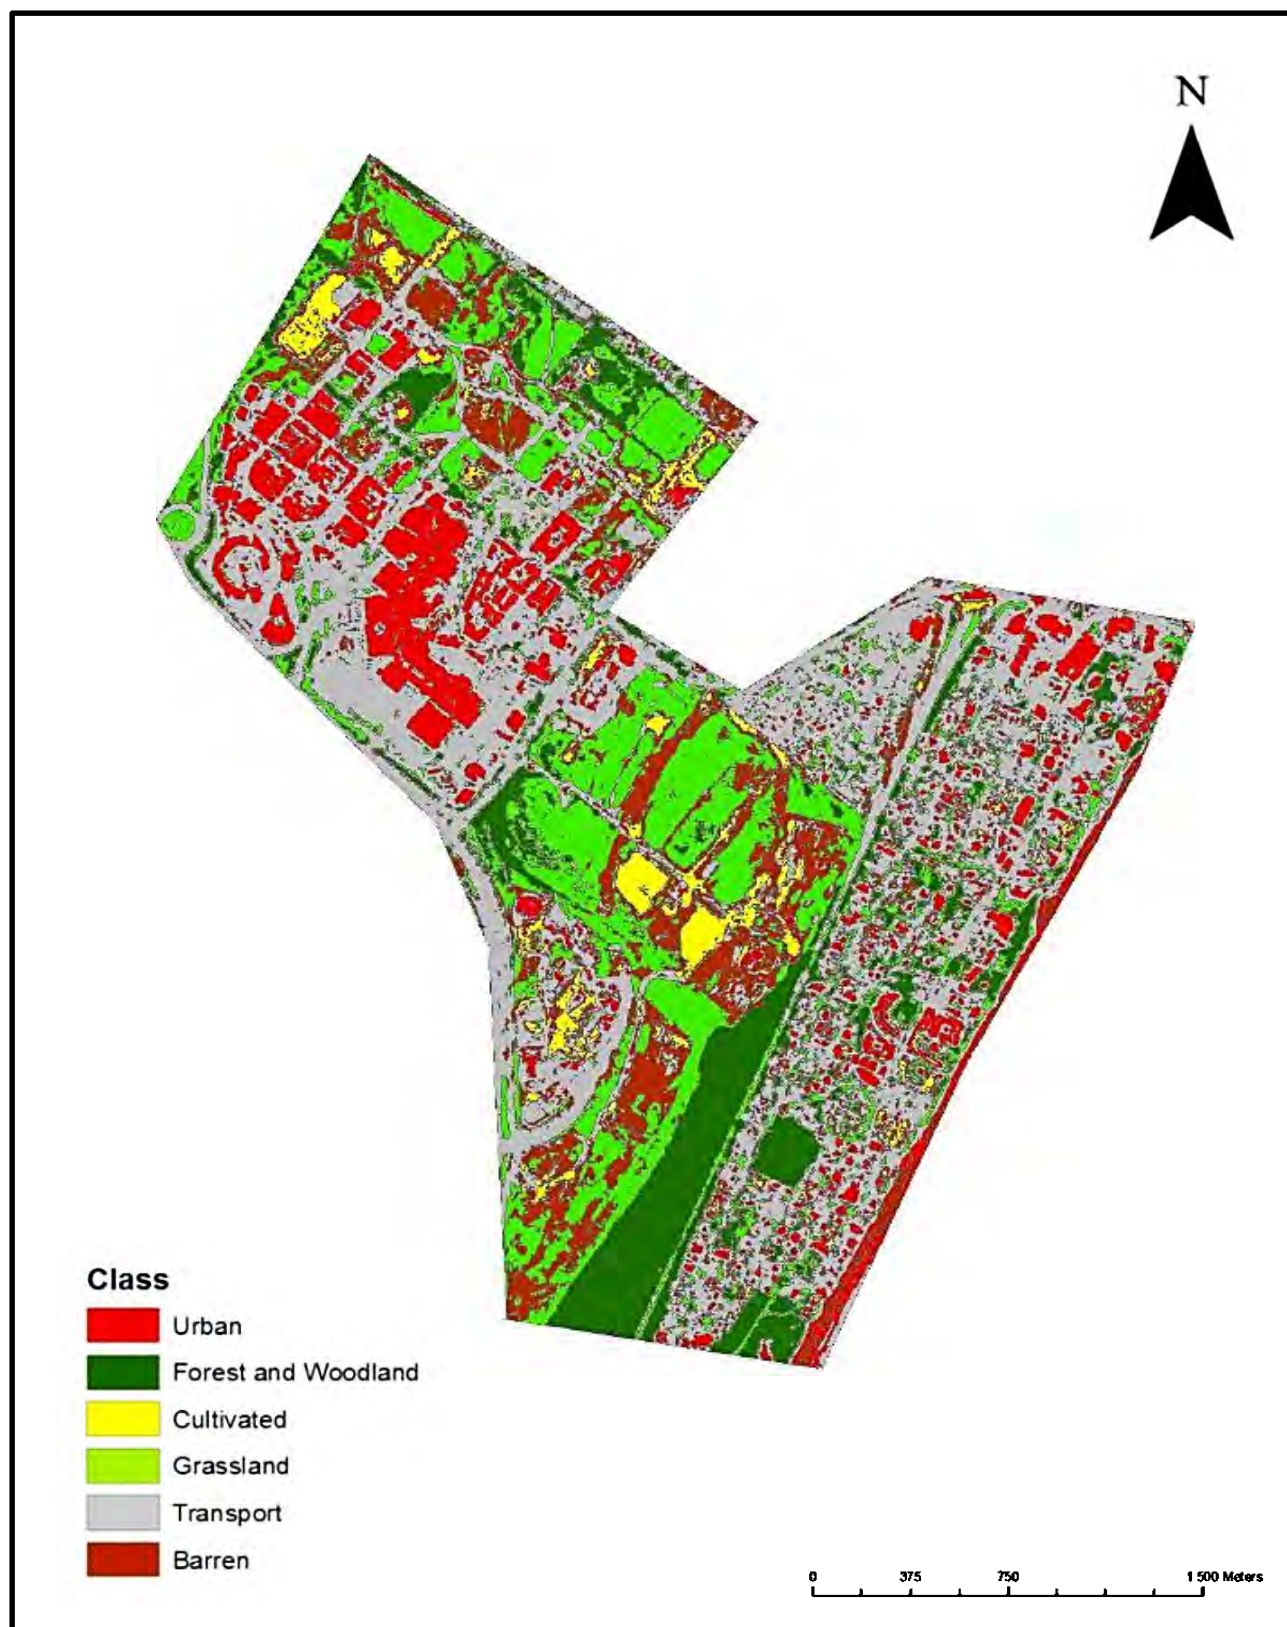 N
Class
Urban
Forest and Woodland
Cultivated
Grassland
Transport
Barren
0 375 750 1 500 Meters